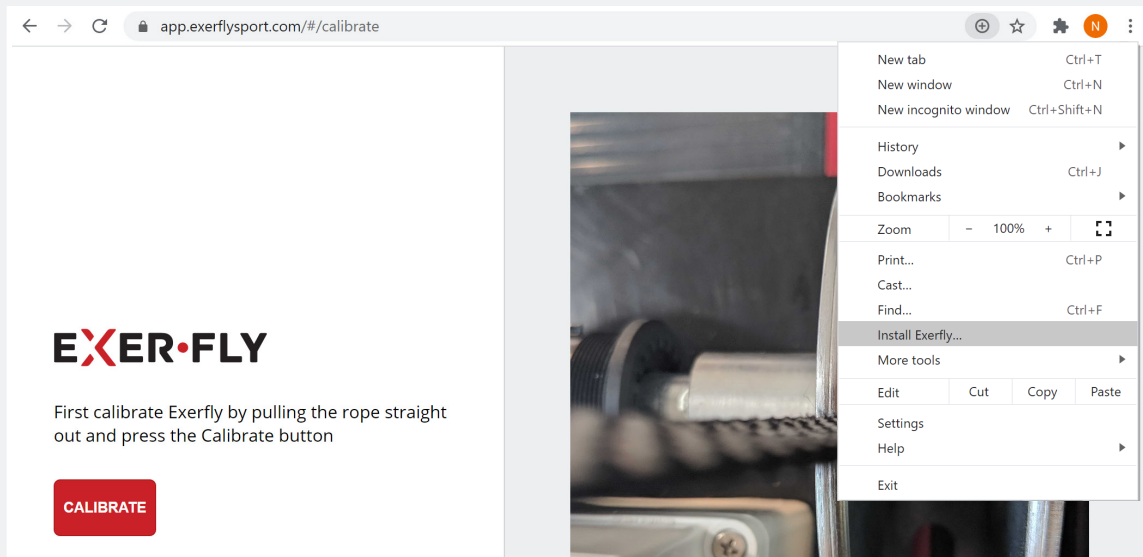 app.exerflysport.com/#/calibrate
N
New tab Ctrl+T
New window Ctrl+N
New incognito window Ctrl+Shift+N
History
Downloads Ctrl+J
Bookmarks
Zoom - 100% +
Print... Ctrl+P
Cast...
Find... Ctrl+F
Install Exerfly...
More tools
Edit Cut Copy Paste
Settings
Help
Exit
EXER•FLY
First calibrate Exerfly by pulling the rope straight
out and press the Calibrate button
CALIBRATE